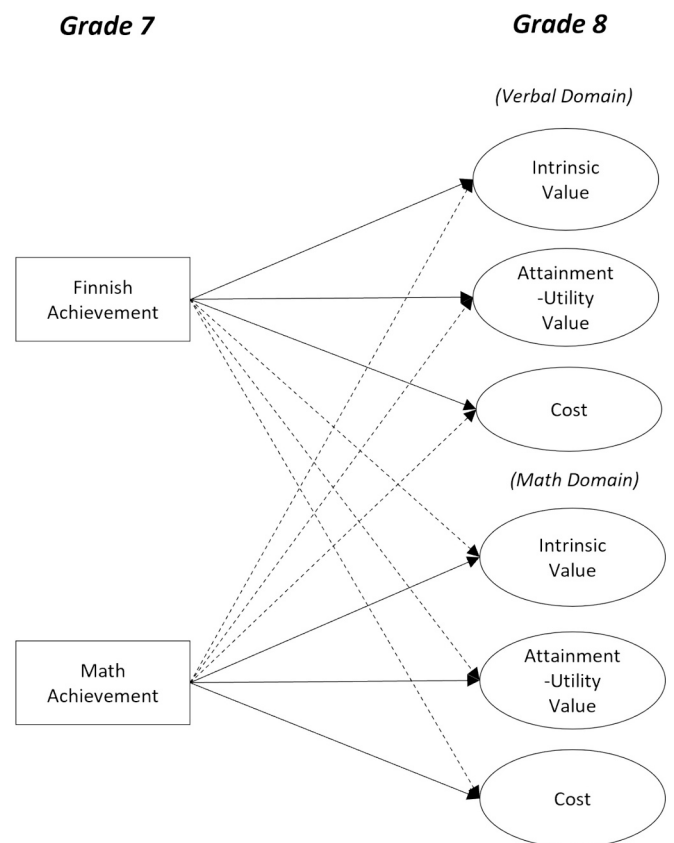 Grade 7
Grade 8
(Verbal Domain)
Intrinsic
Value
Finnish
Achievement
Attainment
-Utility
Value
Cost
(Math Domain)
Intrinsic
Value
Math
Achievement
Attainment
-Utility
Value
Cost